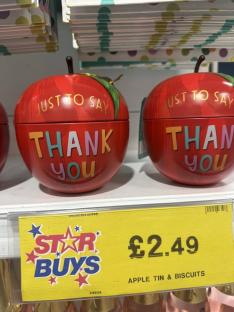 JUST TO SAY
THANK
YOU
JUST TO SAY
THANK
YOU
STAR
BUYS
£2.49
APPLE TIN & BISCUITS